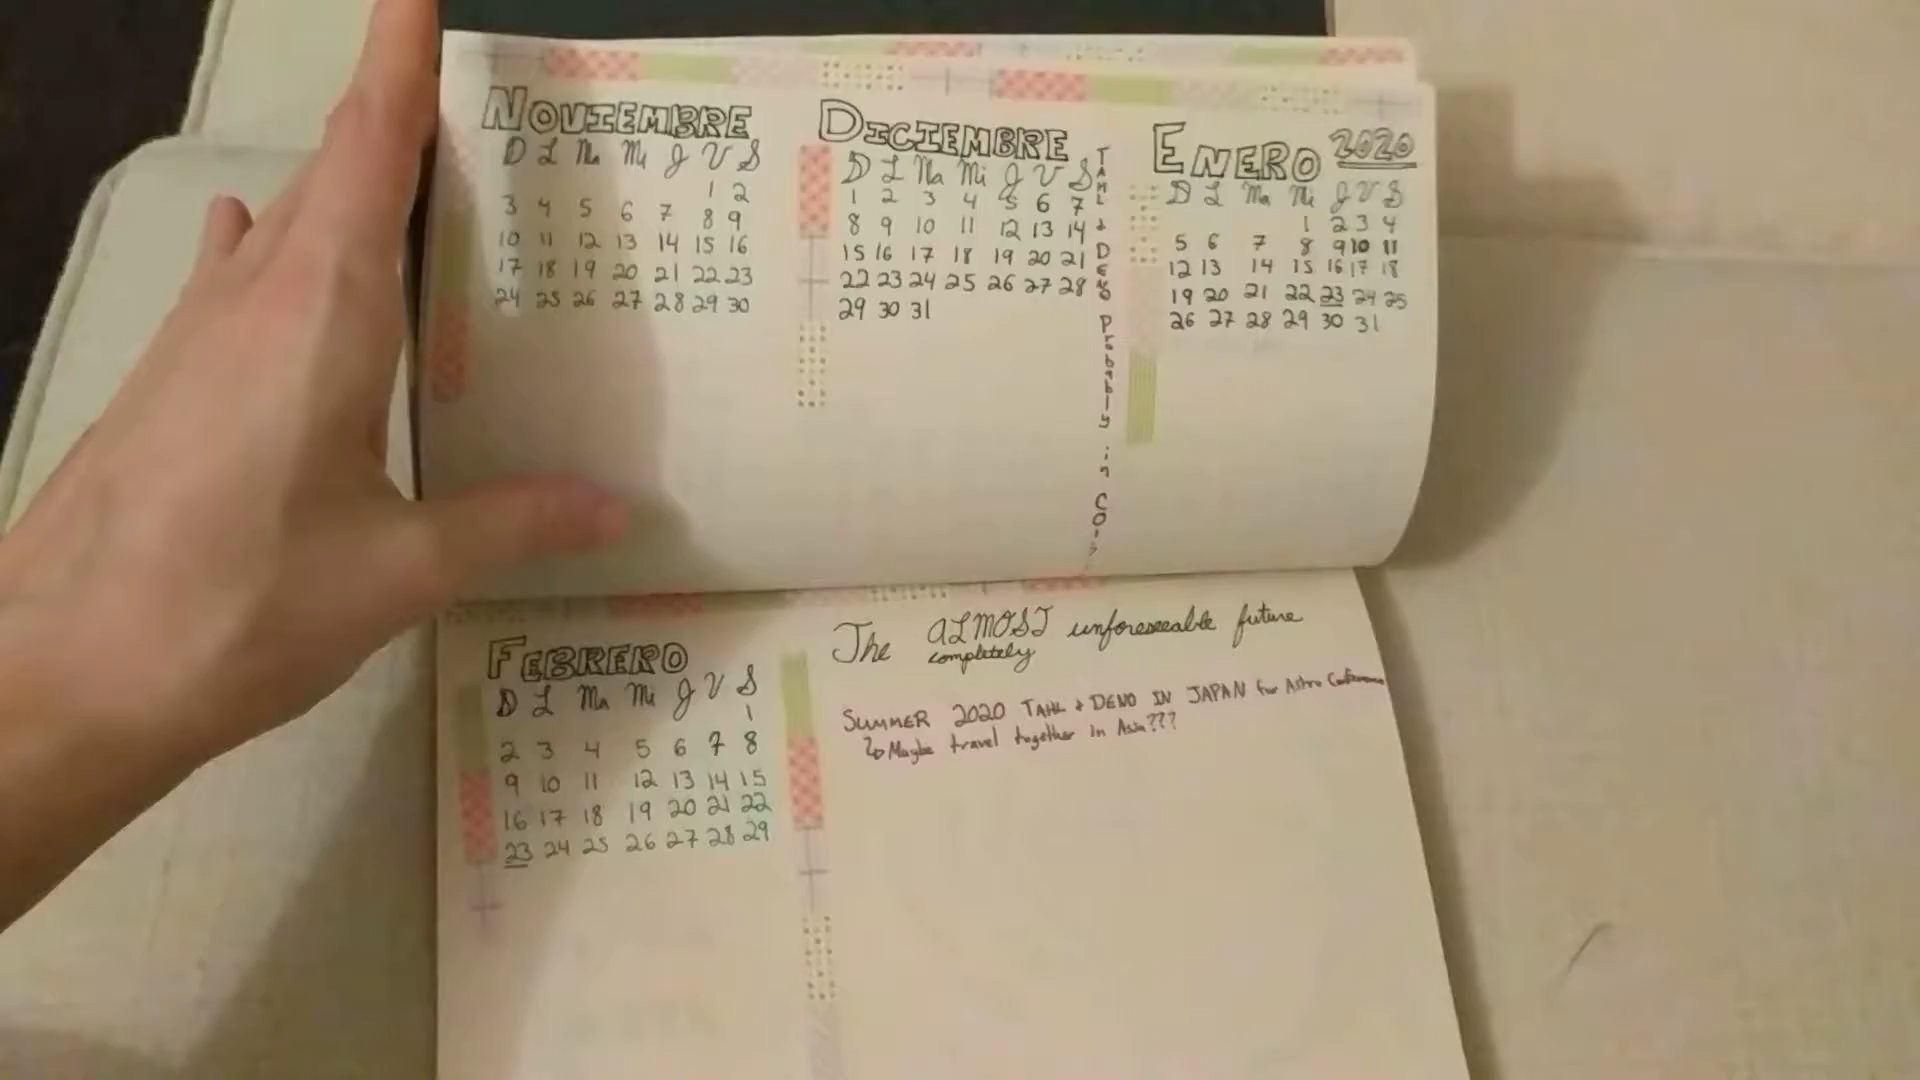 NOVIEMBRE
D L Ma Mi J V S
1 2
3 4 5 6 7 8 9
10 11 12 13 14 15 16
17 18 19 20 21 22 23
24 25 26 27 28 29 30
DICIEMBRE
D L Ma Mi J V S
1 2 3 4 5 6 7
8 9 10 11 12 13 14
15 16 17 18 19 20 21
22 23 24 25 26 27 28
29 30 31
TAHL & DENO Probably in
ENERO 2020
D L Ma Mi J V S
1 2 3 4
5 6 7 8 9 10 11
12 13 14 15 16 17 18
19 20 21 22 23 24 25
26 27 28 29 30 31
FEBRERO
D L Ma Mi J V S
1
2 3 4 5 6 7 8
9 10 11 12 13 14 15
16 17 18 19 20 21 22
23 24 25 26 27 28 29
The ALMOST unforeseeable future
completely
SUMMER 2020 TAHL & DENO IN JAPAN for Astro Conference
Maybe travel together in Asia???